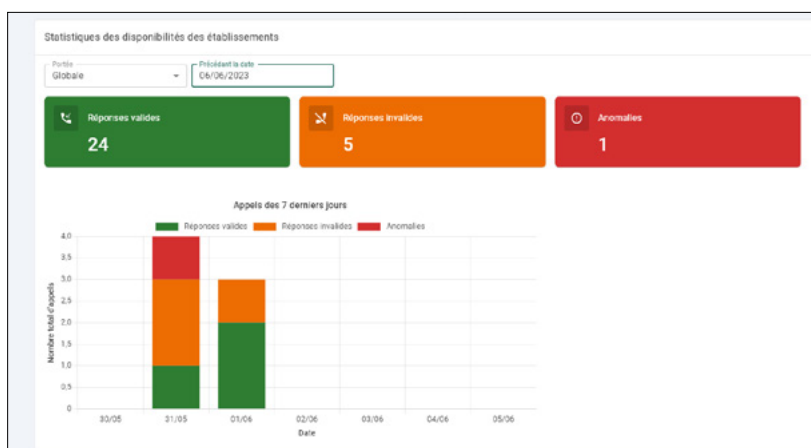 Statistiques des disponibilités des établissements
Portée
Globale
Précédant la date
06/06/2023
Réponses valides
24
Réponses invalides
5
Anomalies
1
Appels des 7 derniers jours
Réponses valides Réponses invalides Anomalies
Nombre total d'appels
4,0
3,5
3,0
2,5
2,0
1,5
1,0
0,5
0
30/05 31/05 01/06 02/06 03/06 04/06 05/06
Date